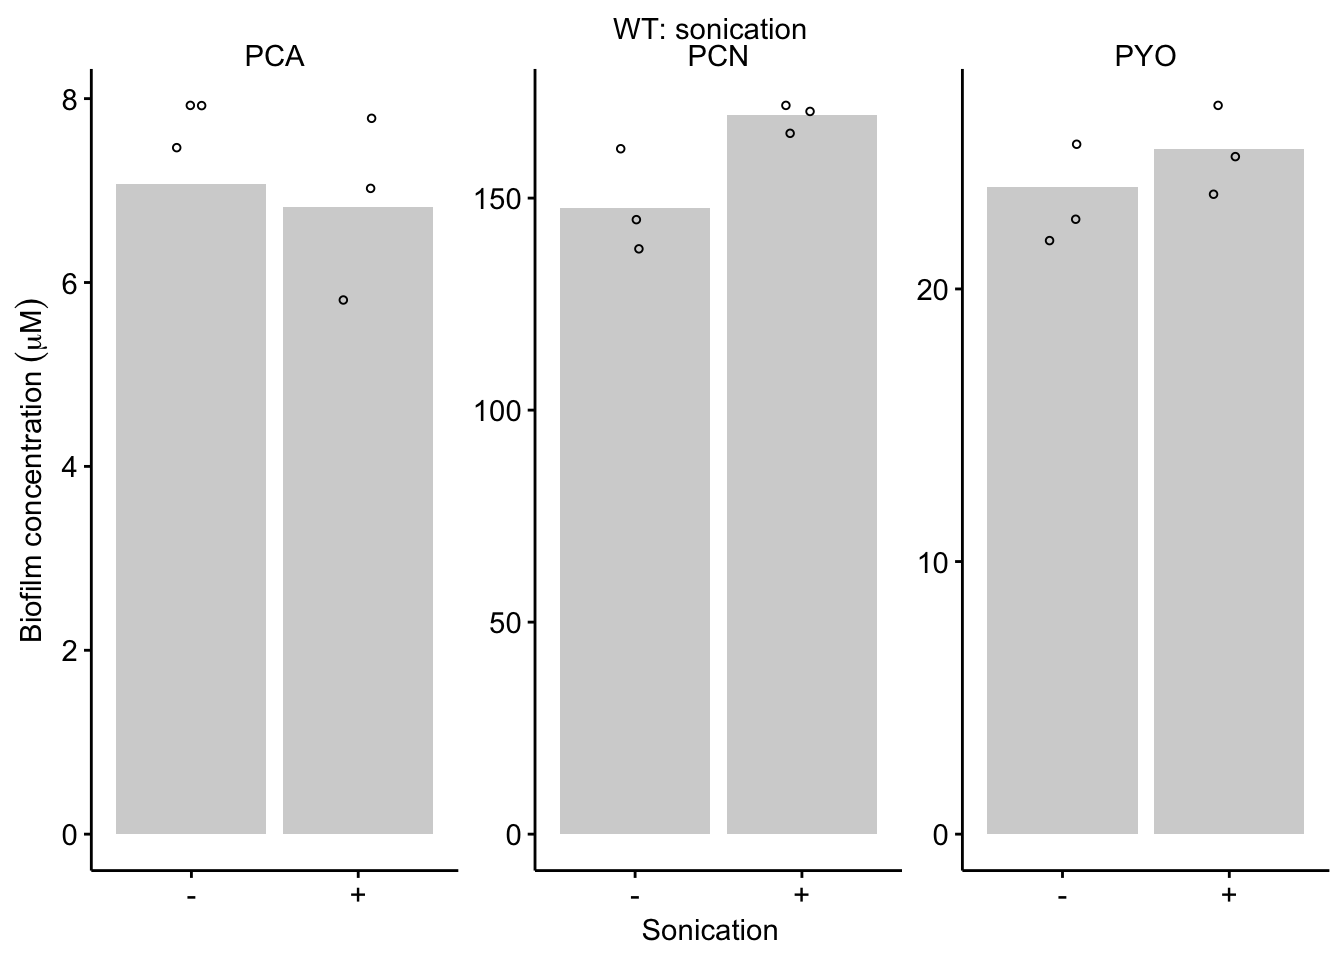 WT: sonication
PCA
PCN
PYO
Biofilm concentration (μM)
8
6
4
2
0
150
100
50
0
20
10
0
- +
- +
- +
Sonication